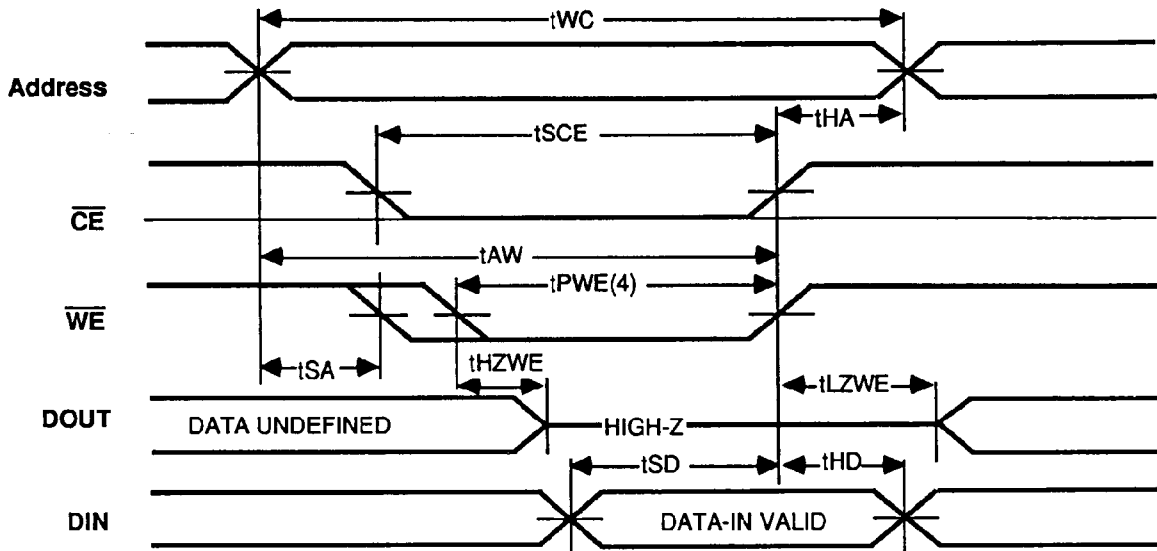 tWC
Address
tHA
tSCE
CE
tAW
tPWE(4)
WE
tHZWE
tSA
tLZWE
DOUT
DATA UNDEFINED
HIGH-Z
tSD
tHD
DIN
DATA-IN VALID